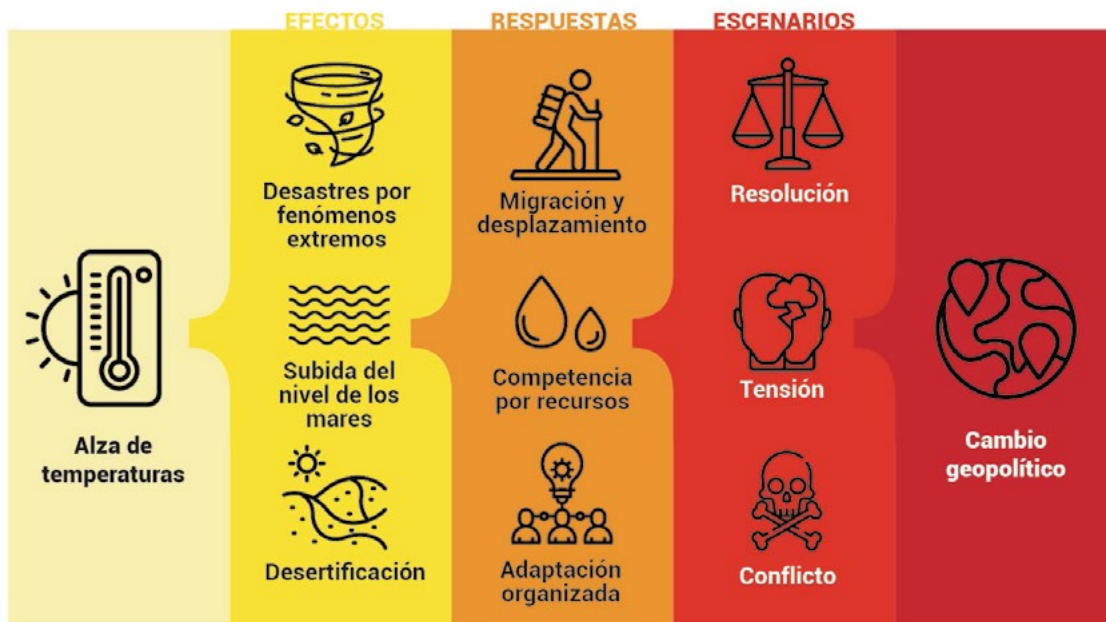 EFECTOS
RESPUESTAS
ESCENARIOS
Alza de
temperaturas
Desastres por
fenómenos
extremos
Subida del
nivel de los
mares
Desertificación
Migración y
desplazamiento
Competencia
por recursos
Adaptación
organizada
Resolución
Tensión
Conflicto
Cambio
geopolítico